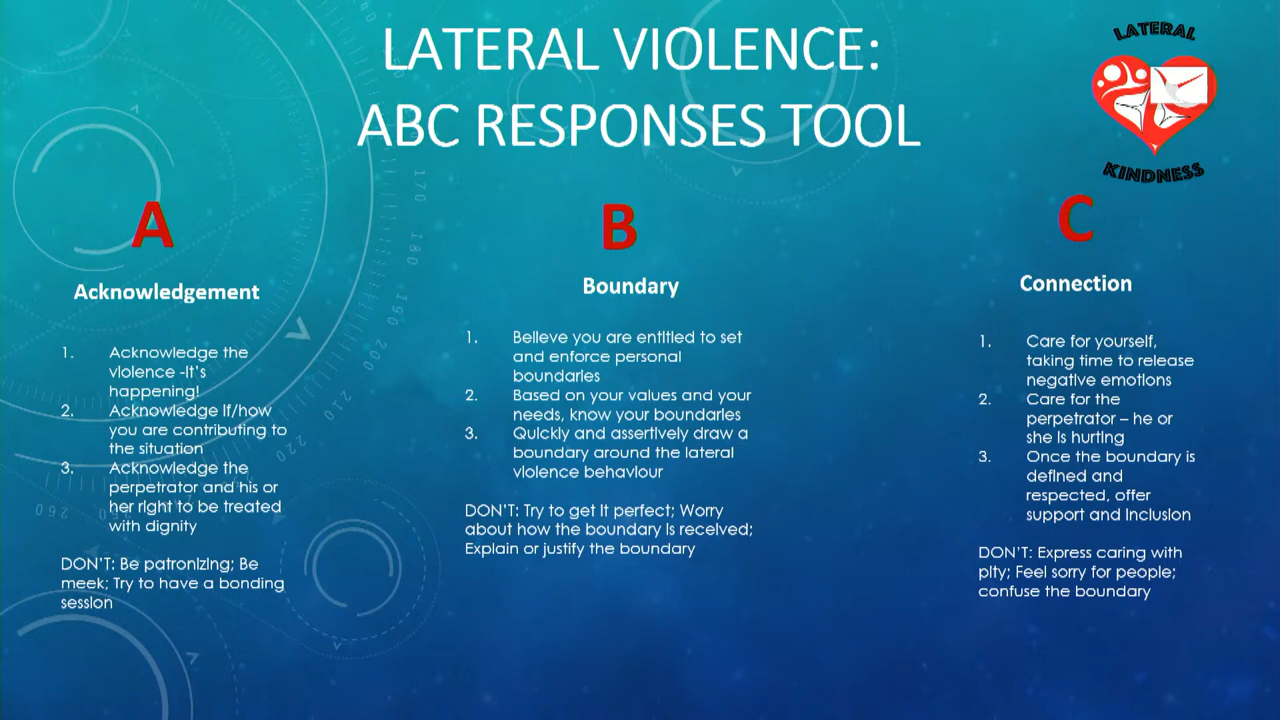 LATERAL VIOLENCE:
ABC RESPONSES TOOL
LATERAL
KINDNESS
A
Acknowledgement
1. Acknowledge the
violence -it's
happening!
2. Acknowledge if/how
you are contributing to
the situation
3. Acknowledge the
perpetrator and his or
her right to be treated
with dignity
DON'T: Be patronizing; Be
meek; Try to have a bonding
session
B
Boundary
1. Believe you are entitled to set
and enforce personal
boundaries
2. Based on your values and your
needs, know your boundaries
3. Quickly and assertively draw a
boundary around the lateral
violence behaviour
DON'T: Try to get it perfect; Worry
about how the boundary is received;
Explain or justify the boundary
C
Connection
1. Care for yourself,
taking time to release
negative emotions
2. Care for the
perpetrator – he or
she is hurting
3. Once the boundary is
defined and
respected, offer
support and inclusion
DON'T: Express caring with
pity; Feel sorry for people;
confuse the boundary
170
180
190
200
210
220
260